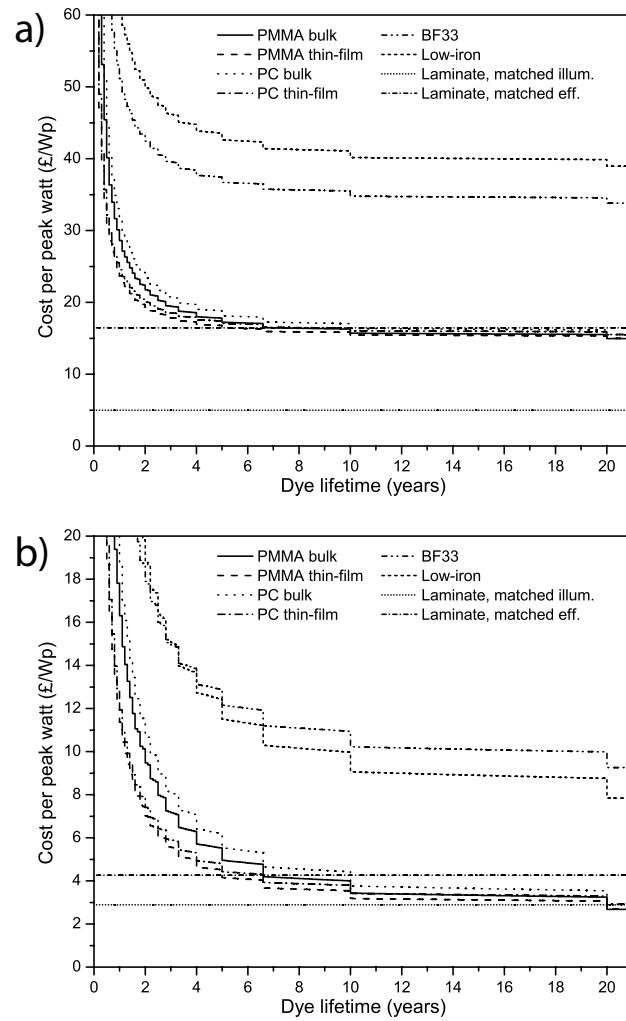 a)
60
50
40
30
20
10
0
Cost per peak watt (£/Wp)
PMMA bulk
PMMA thin-film
PC bulk
PC thin-film
BF33
Low-iron
Laminate, matched illum.
Laminate, matched eff.
0 2 4 6 8 10 12 14 16 18 20
Dye lifetime (years)
b)
20
18
16
14
12
10
8
6
4
2
0
Cost per peak watt (£/Wp)
PMMA bulk
PMMA thin-film
PC bulk
PC thin-film
BF33
Low-iron
Laminate, matched illum.
Laminate, matched eff.
0 2 4 6 8 10 12 14 16 18 20
Dye lifetime (years)